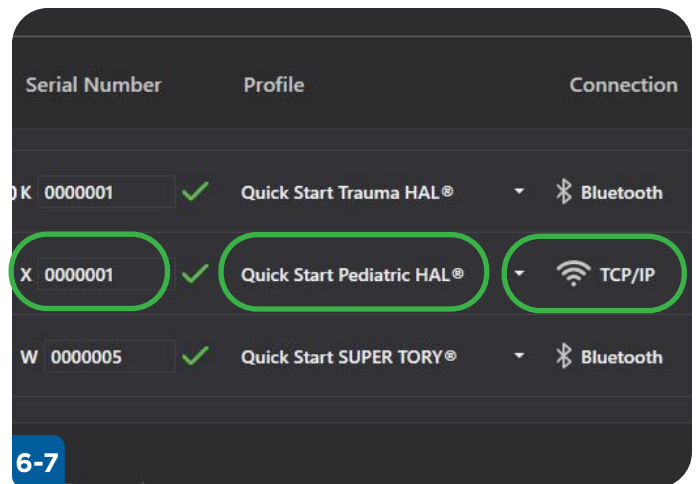 Serial Number Profile Connection
0 K 0000001 Quick Start Trauma HAL® Bluetooth
X 0000001 Quick Start Pediatric HAL® TCP/IP
W 0000005 Quick Start SUPER TORY® Bluetooth
6-7